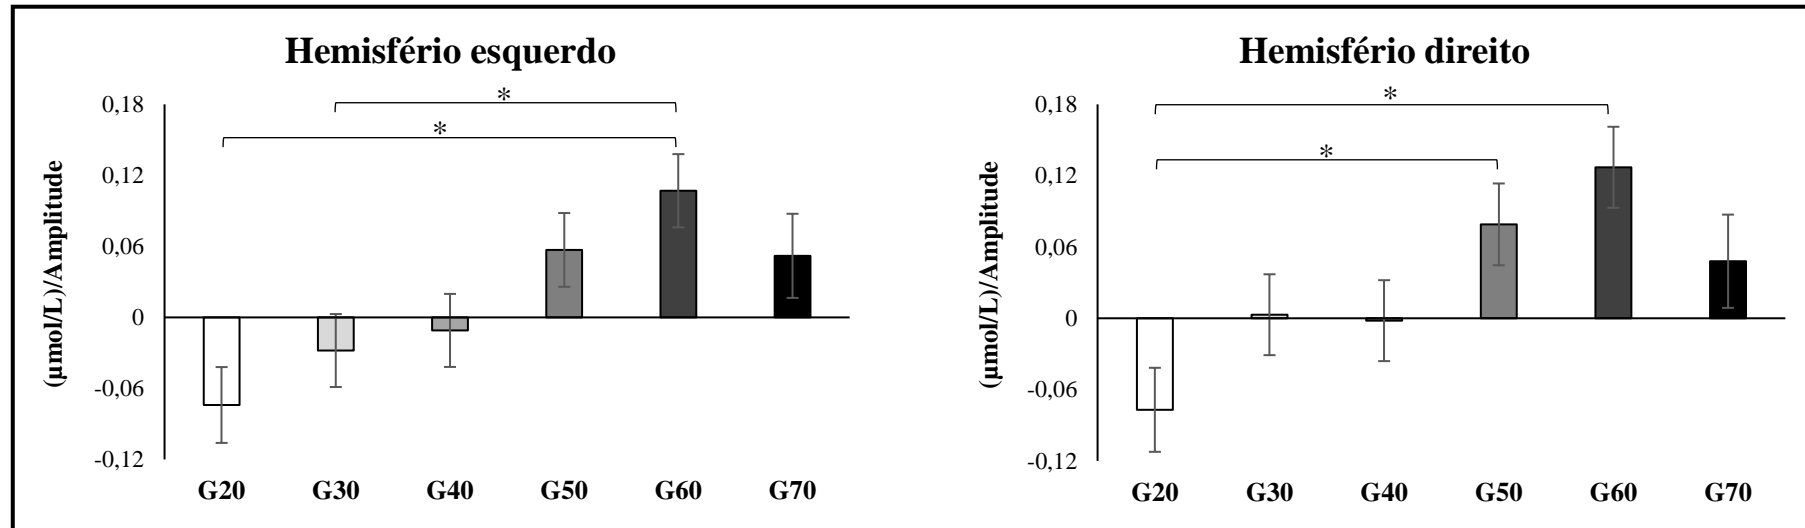 Hemisfério esquerdo
*
*
0,18
0,12
0,06
0
-0,06
-0,12
(µmol/L)/Amplitude
G20 G30 G40 G50 G60 G70
Hemisfério direito
*
*
0,18
0,12
0,06
0
-0,06
-0,12
(µmol/L)/Amplitude
G20 G30 G40 G50 G60 G70